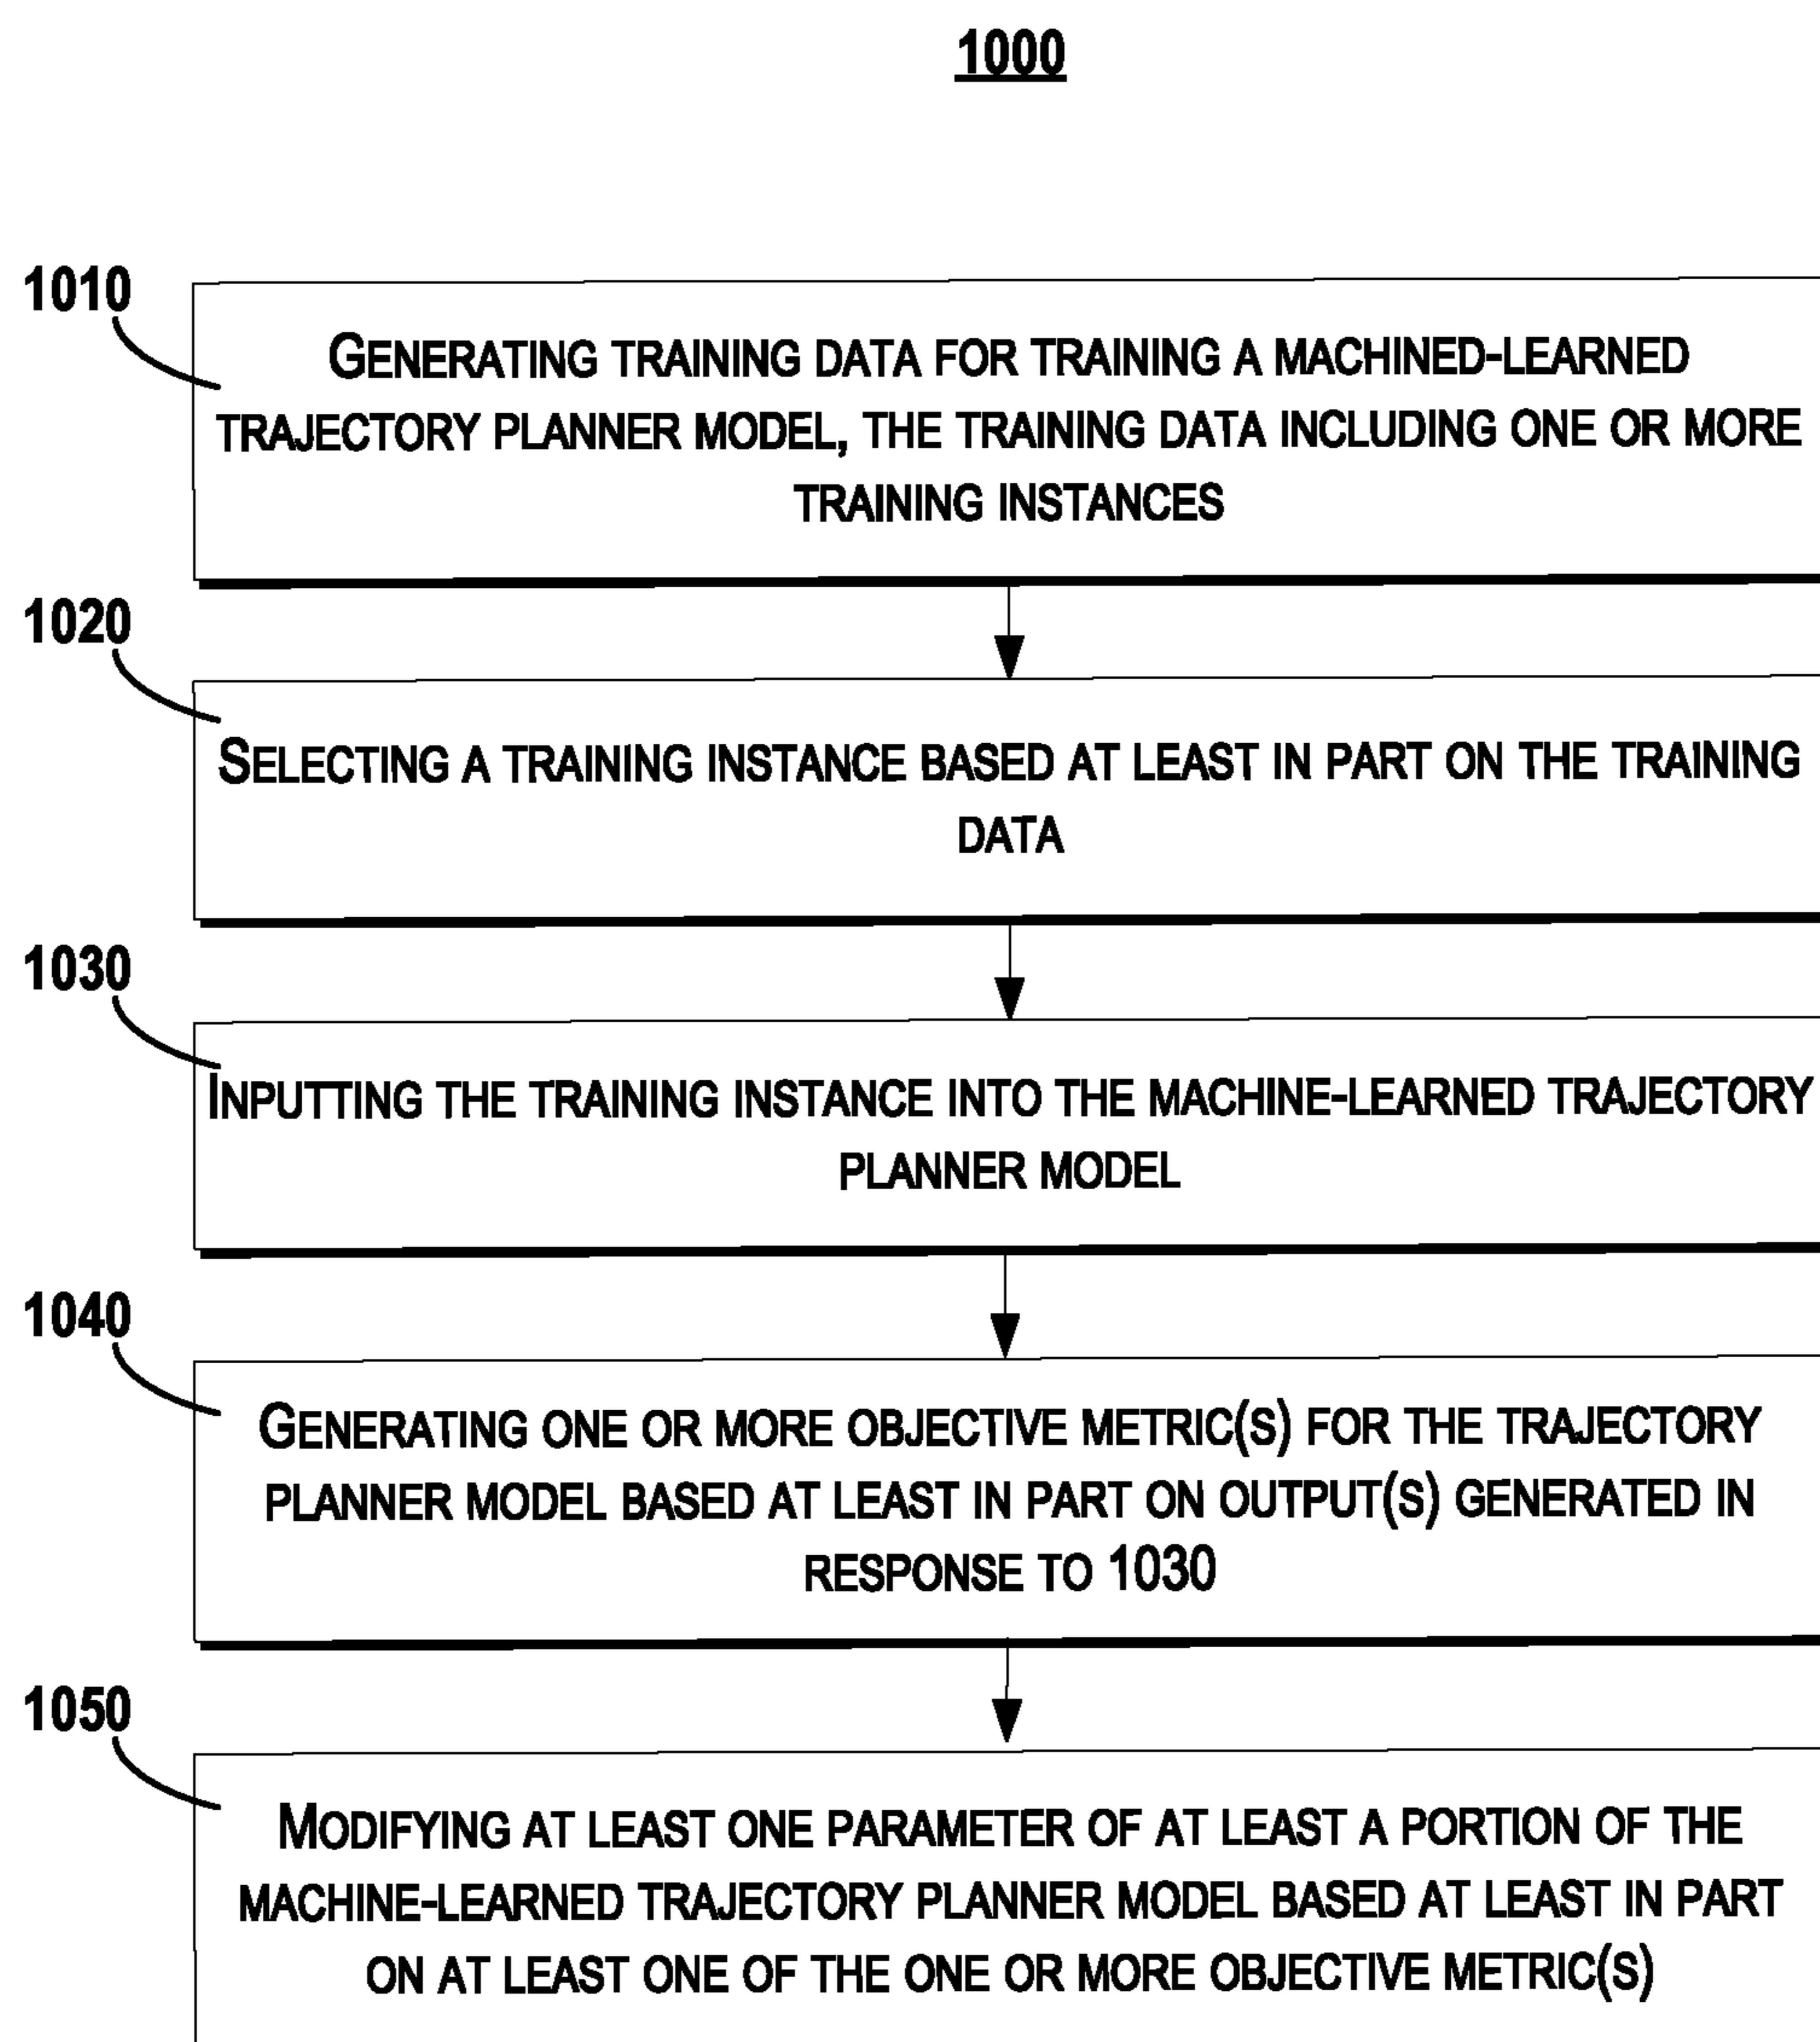 1000
1010
GENERATING TRAINING DATA FOR TRAINING A MACHINED-LEARNED
TRAJECTORY PLANNER MODEL, THE TRAINING DATA INCLUDING ONE OR MORE
TRAINING INSTANCES
1020
SELECTING A TRAINING INSTANCE BASED AT LEAST IN PART ON THE TRAINING
DATA
1030
INPUTTING THE TRAINING INSTANCE INTO THE MACHINE-LEARNED TRAJECTORY
PLANNER MODEL
1040
GENERATING ONE OR MORE OBJECTIVE METRIC(S) FOR THE TRAJECTORY
PLANNER MODEL BASED AT LEAST IN PART ON OUTPUT(S) GENERATED IN
RESPONSE TO 1030
1050
MODIFYING AT LEAST ONE PARAMETER OF AT LEAST A PORTION OF THE
MACHINE-LEARNED TRAJECTORY PLANNER MODEL BASED AT LEAST IN PART
ON AT LEAST ONE OF THE ONE OR MORE OBJECTIVE METRIC(S)